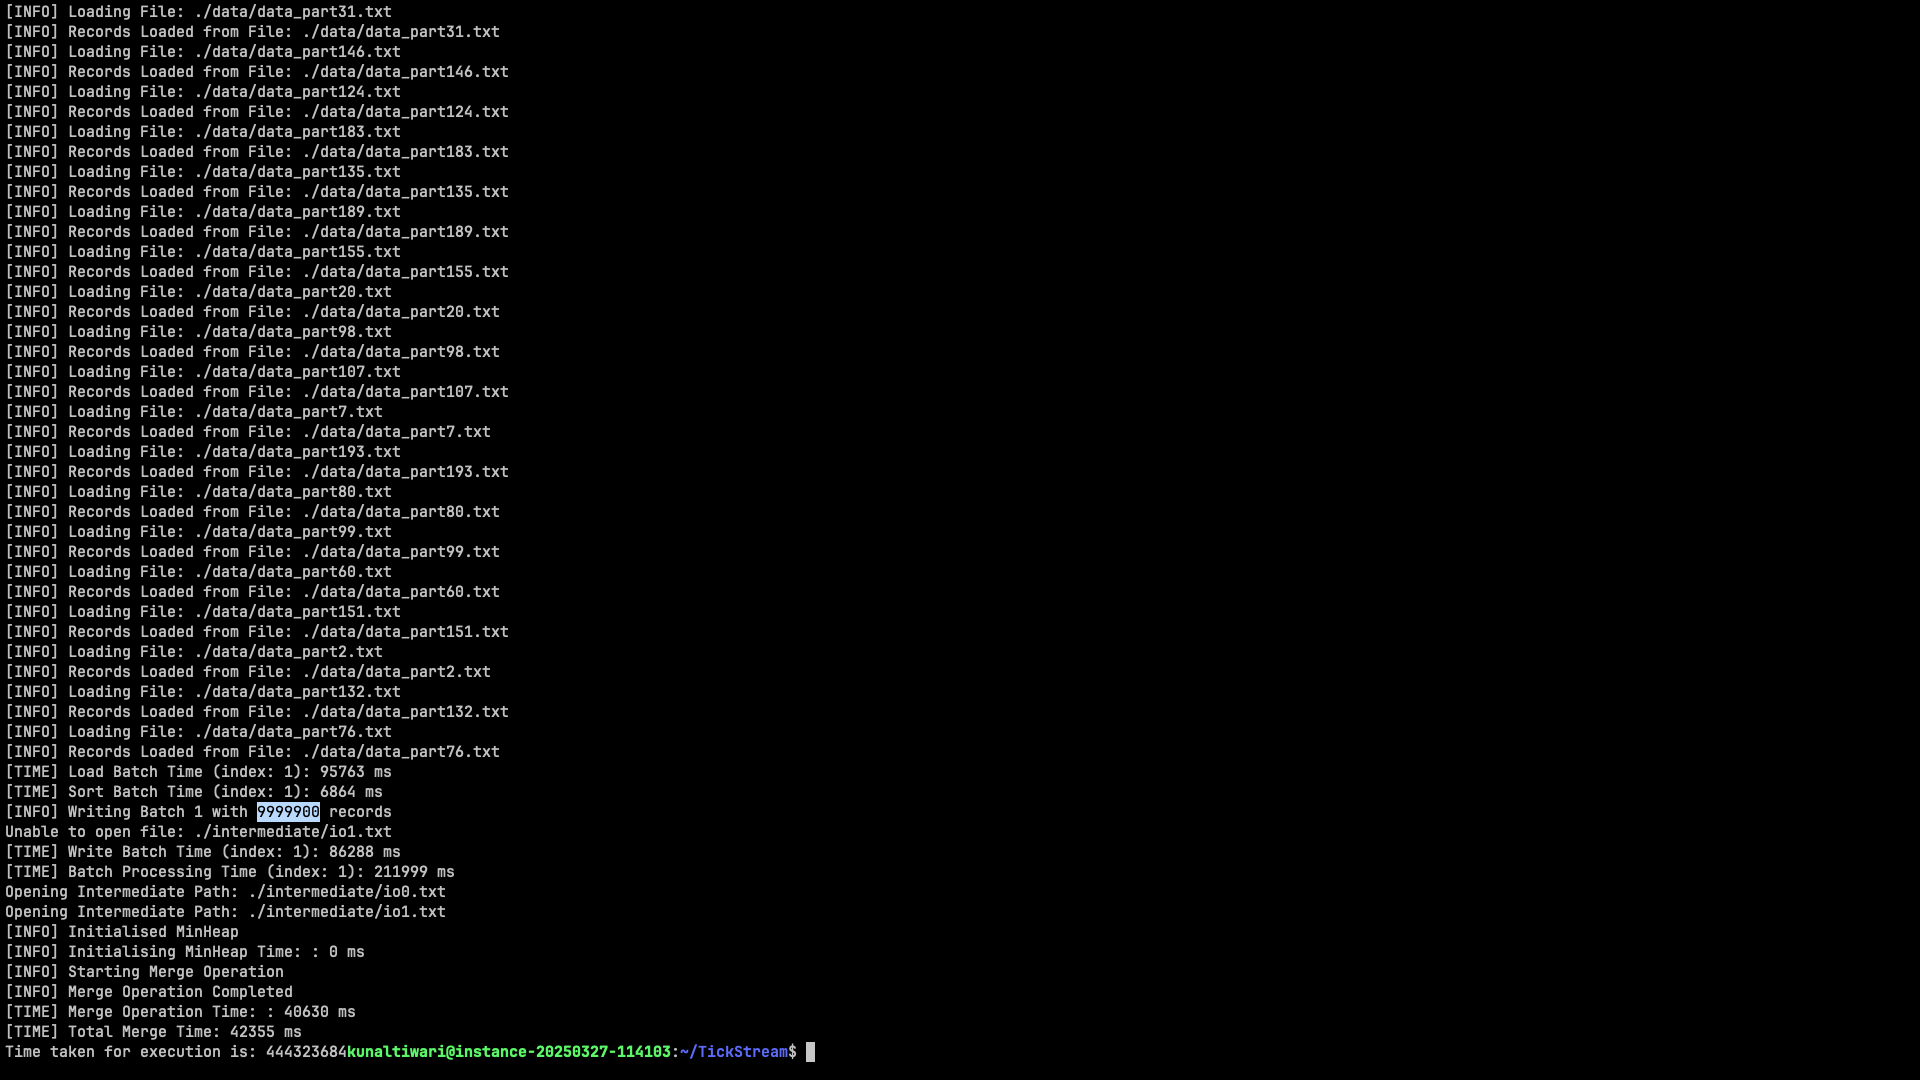 [INFO] Loading File: ./data/data_part31.txt
[INFO] Records Loaded from File: ./data/data_part31.txt
[INFO] Loading File: ./data/data_part146.txt
[INFO] Records Loaded from File: ./data/data_part146.txt
[INFO] Loading File: ./data/data_part124.txt
[INFO] Records Loaded from File: ./data/data_part124.txt
[INFO] Loading File: ./data/data_part183.txt
[INFO] Records Loaded from File: ./data/data_part183.txt
[INFO] Loading File: ./data/data_part135.txt
[INFO] Records Loaded from File: ./data/data_part135.txt
[INFO] Loading File: ./data/data_part189.txt
[INFO] Records Loaded from File: ./data/data_part189.txt
[INFO] Loading File: ./data/data_part155.txt
[INFO] Records Loaded from File: ./data/data_part155.txt
[INFO] Loading File: ./data/data_part20.txt
[INFO] Records Loaded from File: ./data/data_part20.txt
[INFO] Loading File: ./data/data_part98.txt
[INFO] Records Loaded from File: ./data/data_part98.txt
[INFO] Loading File: ./data/data_part107.txt
[INFO] Records Loaded from File: ./data/data_part107.txt
[INFO] Loading File: ./data/data_part7.txt
[INFO] Records Loaded from File: ./data/data_part7.txt
[INFO] Loading File: ./data/data_part193.txt
[INFO] Records Loaded from File: ./data/data_part193.txt
[INFO] Loading File: ./data/data_part80.txt
[INFO] Records Loaded from File: ./data/data_part80.txt
[INFO] Loading File: ./data/data_part99.txt
[INFO] Records Loaded from File: ./data/data_part99.txt
[INFO] Loading File: ./data/data_part60.txt
[INFO] Records Loaded from File: ./data/data_part60.txt
[INFO] Loading File: ./data/data_part151.txt
[INFO] Records Loaded from File: ./data/data_part151.txt
[INFO] Loading File: ./data/data_part2.txt
[INFO] Records Loaded from File: ./data/data_part2.txt
[INFO] Loading File: ./data/data_part132.txt
[INFO] Records Loaded from File: ./data/data_part132.txt
[INFO] Loading File: ./data/data_part76.txt
[INFO] Records Loaded from File: ./data/data_part76.txt
[TIME] Load Batch Time (index: 1): 95763 ms
[TIME] Sort Batch Time (index: 1): 6864 ms
[INFO] Writing Batch 1 with 9999900 records
Unable to open file: ./intermediate/io1.txt
[TIME] Write Batch Time (index: 1): 86288 ms
[TIME] Batch Processing Time (index: 1): 211999 ms
Opening Intermediate Path: ./intermediate/io0.txt
Opening Intermediate Path: ./intermediate/io1.txt
[INFO] Initialised MinHeap
[INFO] Initialising MinHeap Time: : 0 ms
[INFO] Starting Merge Operation
[INFO] Merge Operation Completed
[TIME] Merge Operation Time: : 40630 ms
[TIME] Total Merge Time: 42355 ms
Time taken for execution is: 444323684kunaltiwari@instance-20250327-114103:~/TickStream$